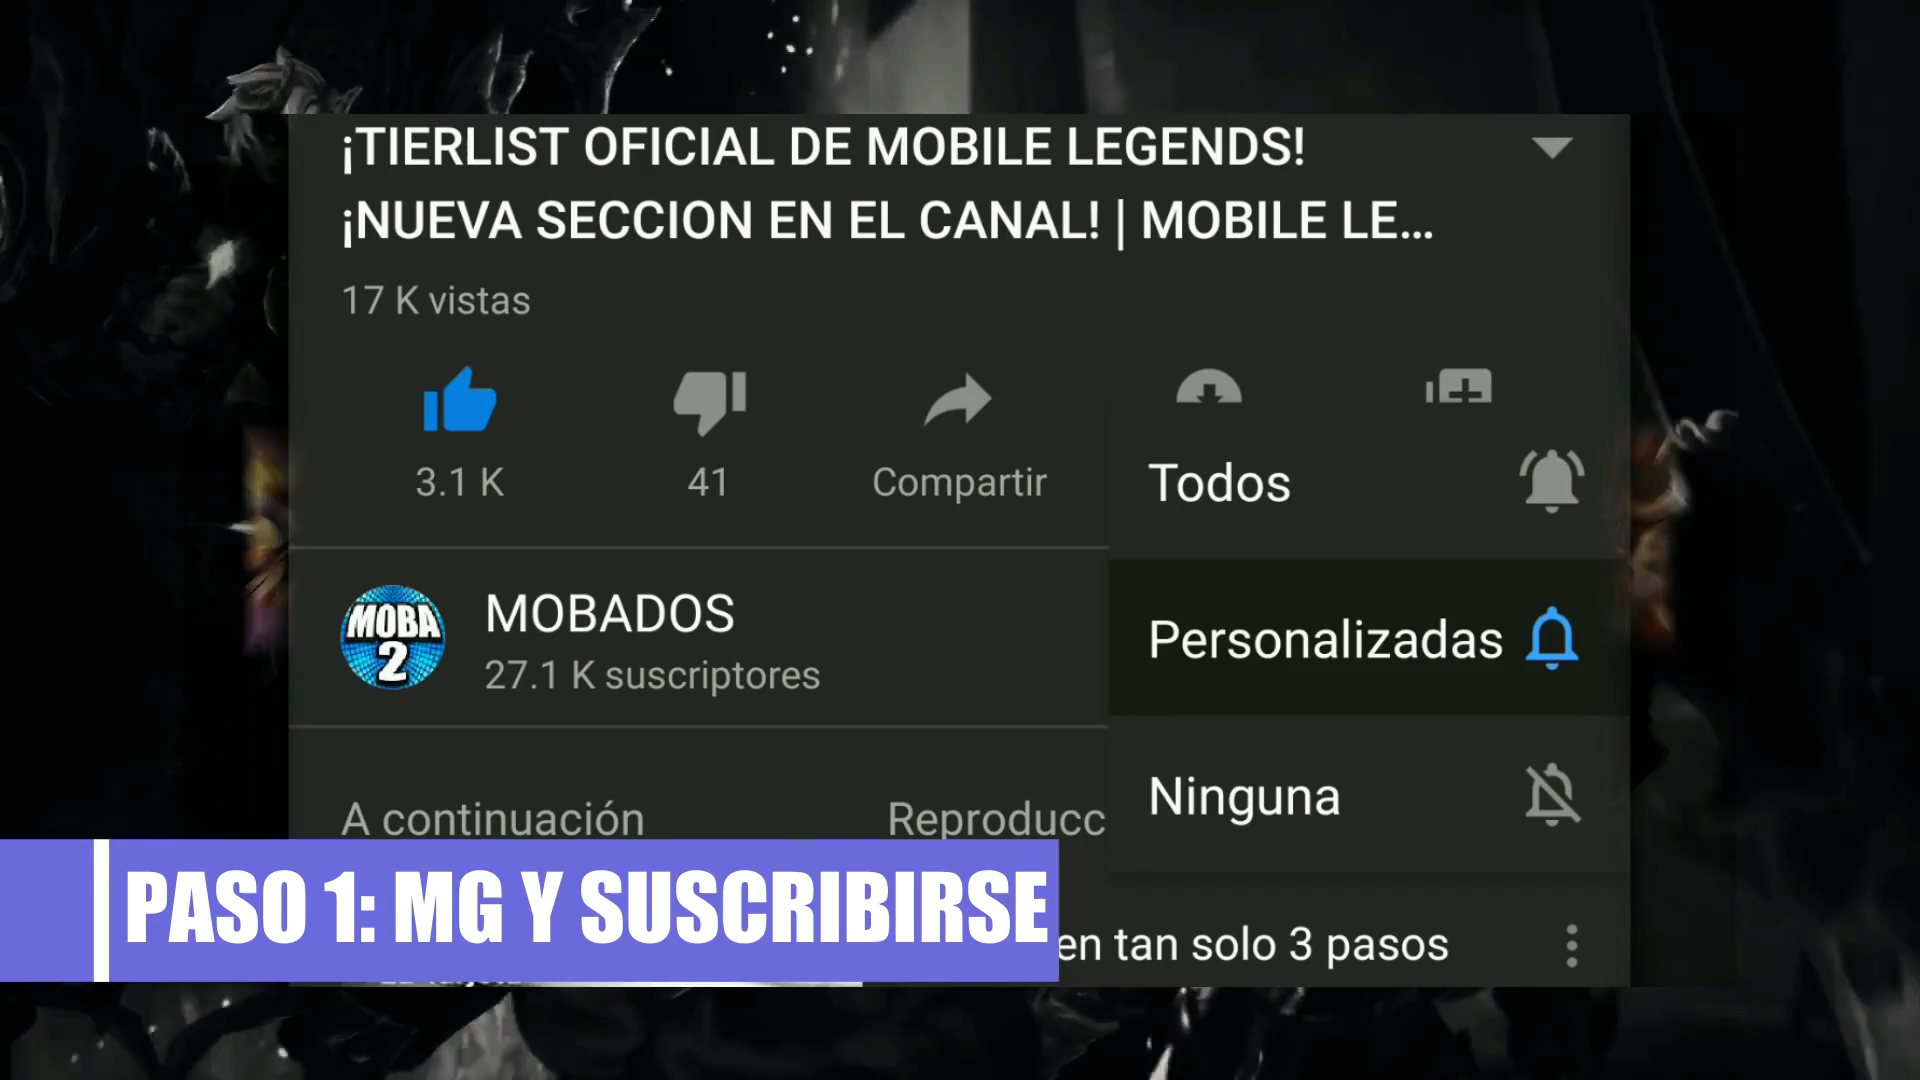 ¡TIERLIST OFICIAL DE MOBILE LEGENDS!
¡NUEVA SECCION EN EL CANAL! | MOBILE LE...
17 K vistas
3.1 K
41
Compartir
Todos
MOBA
2
MOBADOS
27.1 K suscriptores
Personalizadas
Ninguna
A continuación
Reproducc
PASO 1: MG Y SUSCRIBIRSE
en tan solo 3 pasos